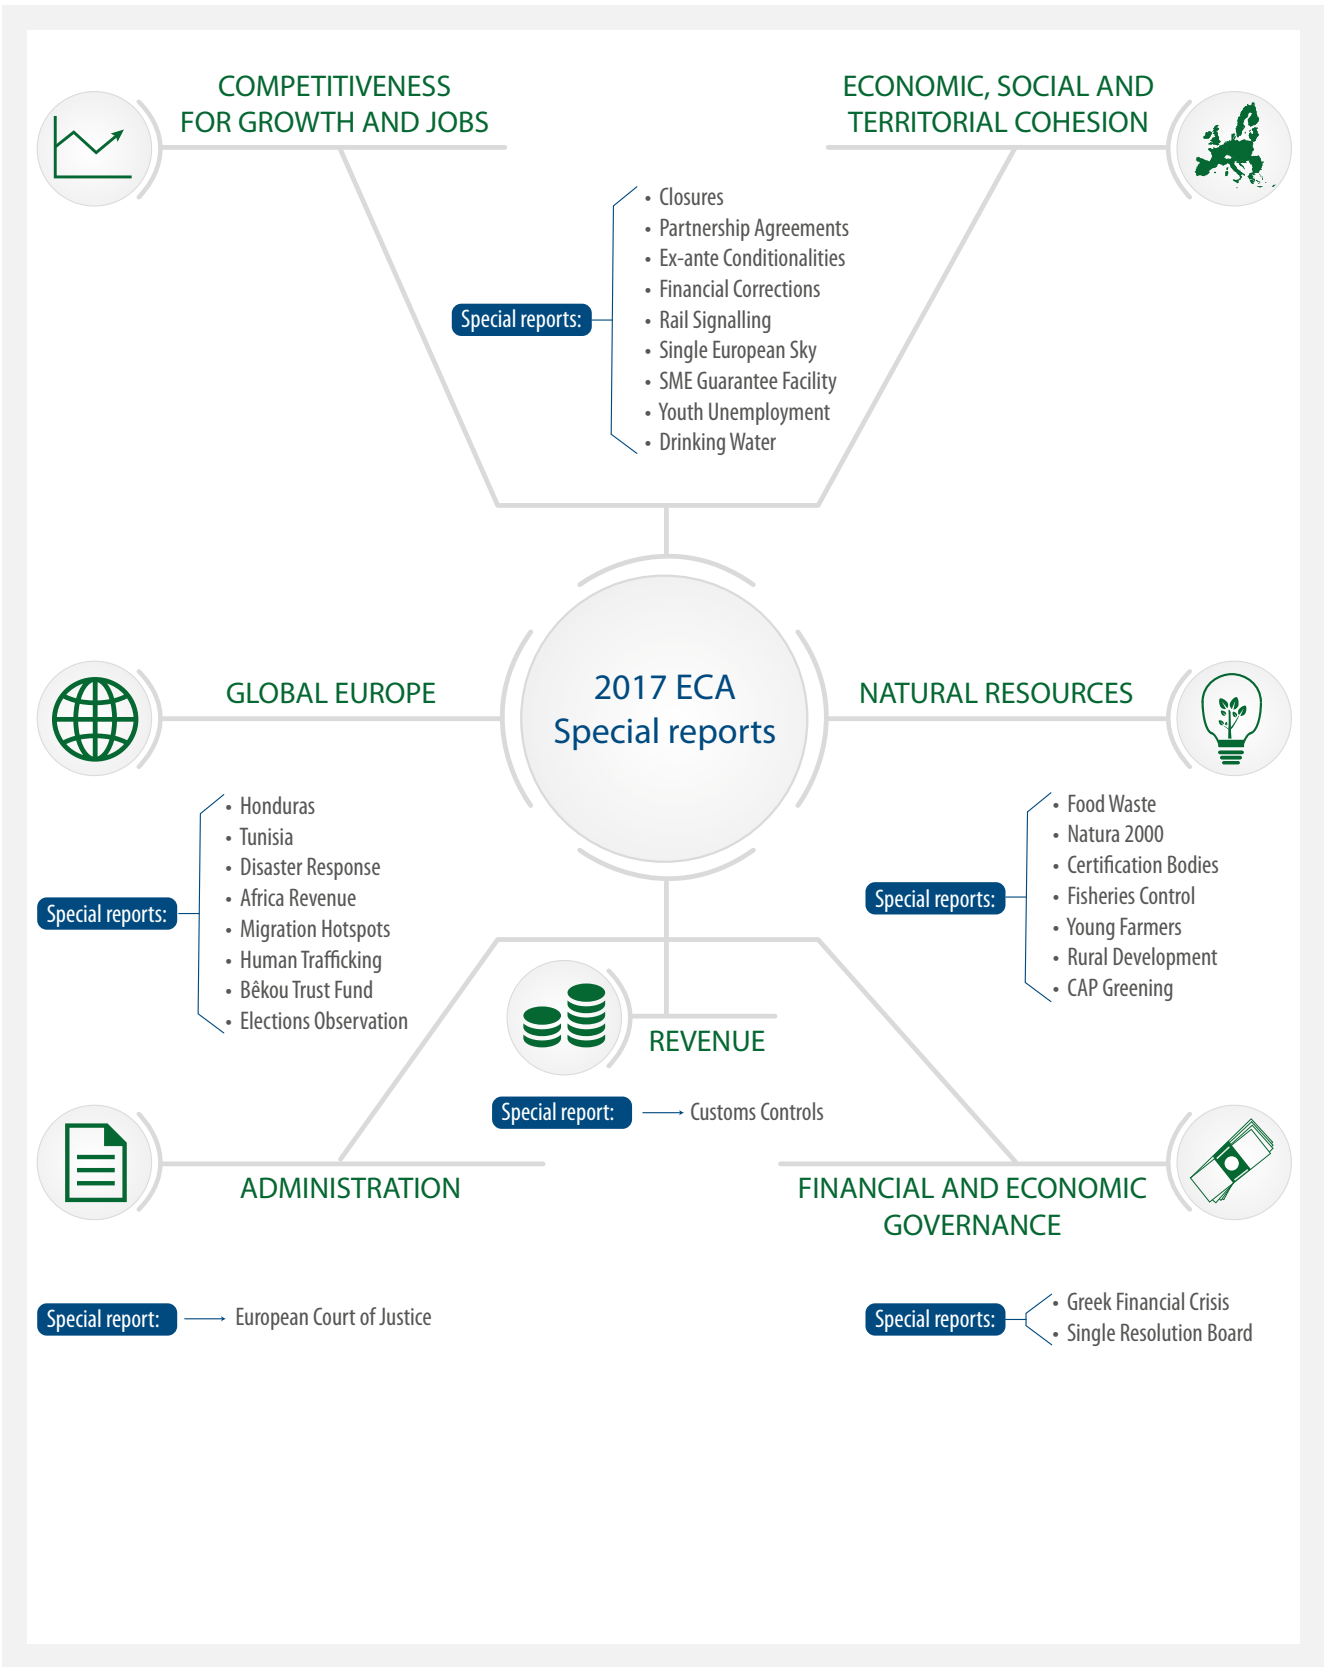 COMPETITIVENESS
FOR GROWTH AND JOBS
ECONOMIC, SOCIAL AND
TERRITORIAL COHESION
Special reports:
• Closures
• Partnership Agreements
• Ex-ante Conditionalities
• Financial Corrections
• Rail Signalling
• Single European Sky
• SME Guarantee Facility
• Youth Unemployment
• Drinking Water
2017 ECA
Special reports
GLOBAL EUROPE
Special reports:
• Honduras
• Tunisia
• Disaster Response
• Africa Revenue
• Migration Hotspots
• Human Trafficking
• Bêkou Trust Fund
• Elections Observation
NATURAL RESOURCES
Special reports:
• Food Waste
• Natura 2000
• Certification Bodies
• Fisheries Control
• Young Farmers
• Rural Development
• CAP Greening
REVENUE
Special report:
Customs Controls
ADMINISTRATION
Special report:
European Court of Justice
FINANCIAL AND ECONOMIC
GOVERNANCE
Special reports:
• Greek Financial Crisis
• Single Resolution Board